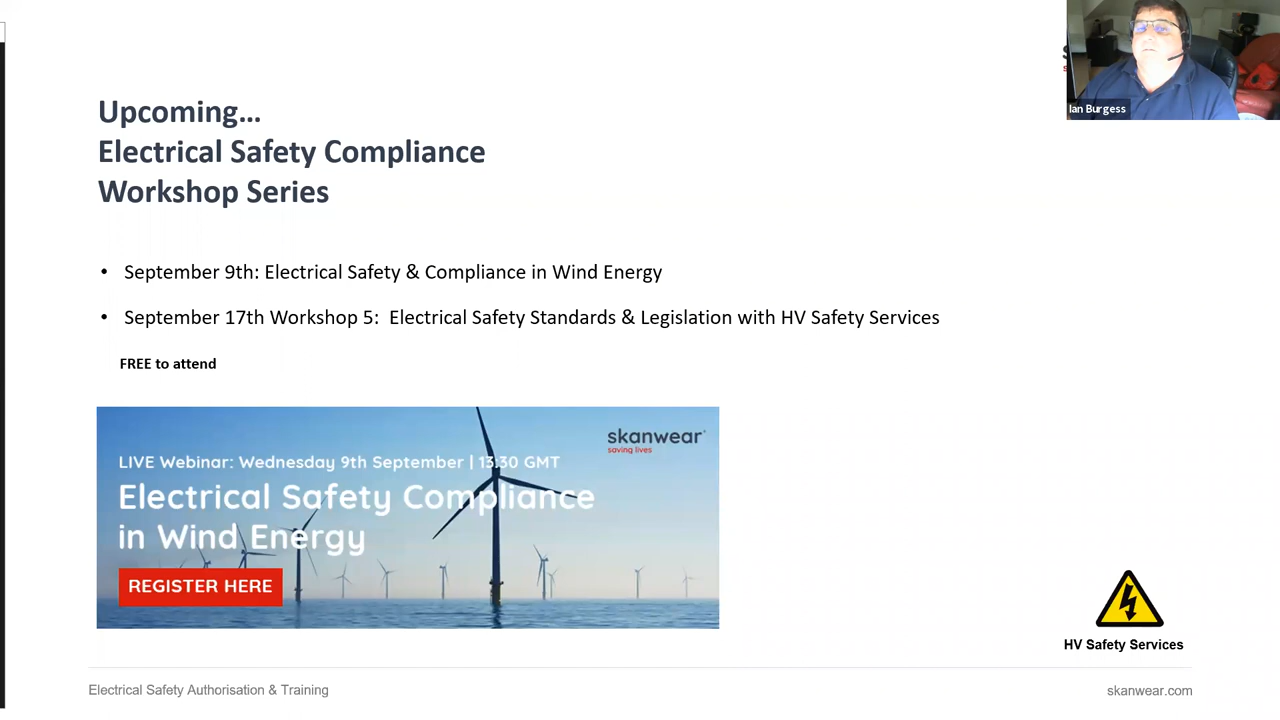 Upcoming…
Electrical Safety Compliance
Workshop Series
• September 9th: Electrical Safety & Compliance in Wind Energy
• September 17th Workshop 5: Electrical Safety Standards & Legislation with HV Safety Services
FREE to attend
skanwear
saving lives
LIVE Webinar: Wednesday 9th September | 13:30 GMT
Electrical Safety Compliance
in Wind Energy
REGISTER HERE
HV Safety Services
Electrical Safety Authorisation & Training
skanwear.com
Ian Burgess